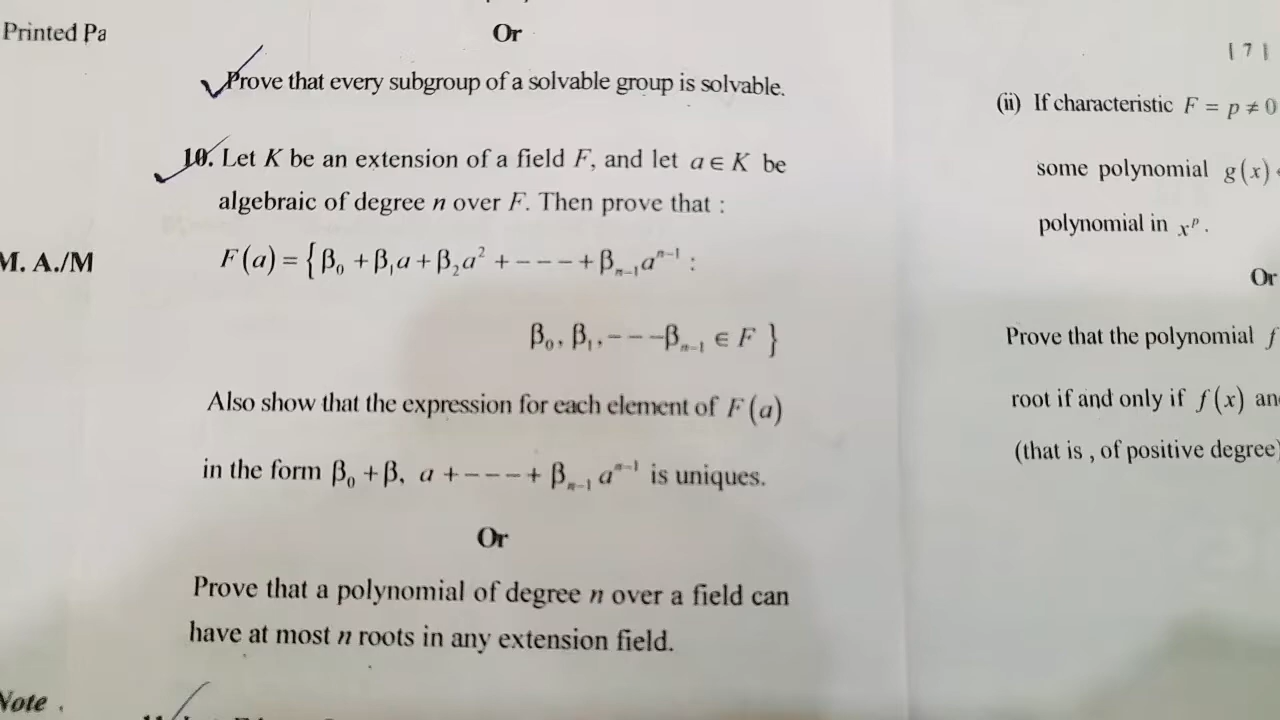 Printed Pa
Or
Prove that every subgroup of a solvable group is solvable.
10. Let K be an extension of a field F, and let a ∈ K be
algebraic of degree n over F. Then prove that :
M. A./M
F(a) = { β₀ + β₁a + β₂a² + - - - + βₙ₋₁aⁿ⁻¹ :
β₀, β₁, - - - βₙ₋₁ ∈ F }
Also show that the expression for each element of F(a)
in the form β₀ + β, a + - - - + βₙ₋₁ aⁿ⁻¹ is uniques.
Or
Prove that a polynomial of degree n over a field can
have at most n roots in any extension field.
Note .
[ 7 ]
(ii) If characteristic F = p ≠ 0
some polynomial g(x)
polynomial in xᵖ.
Or
Prove that the polynomial f
root if and only if f(x) an
(that is , of positive degree)